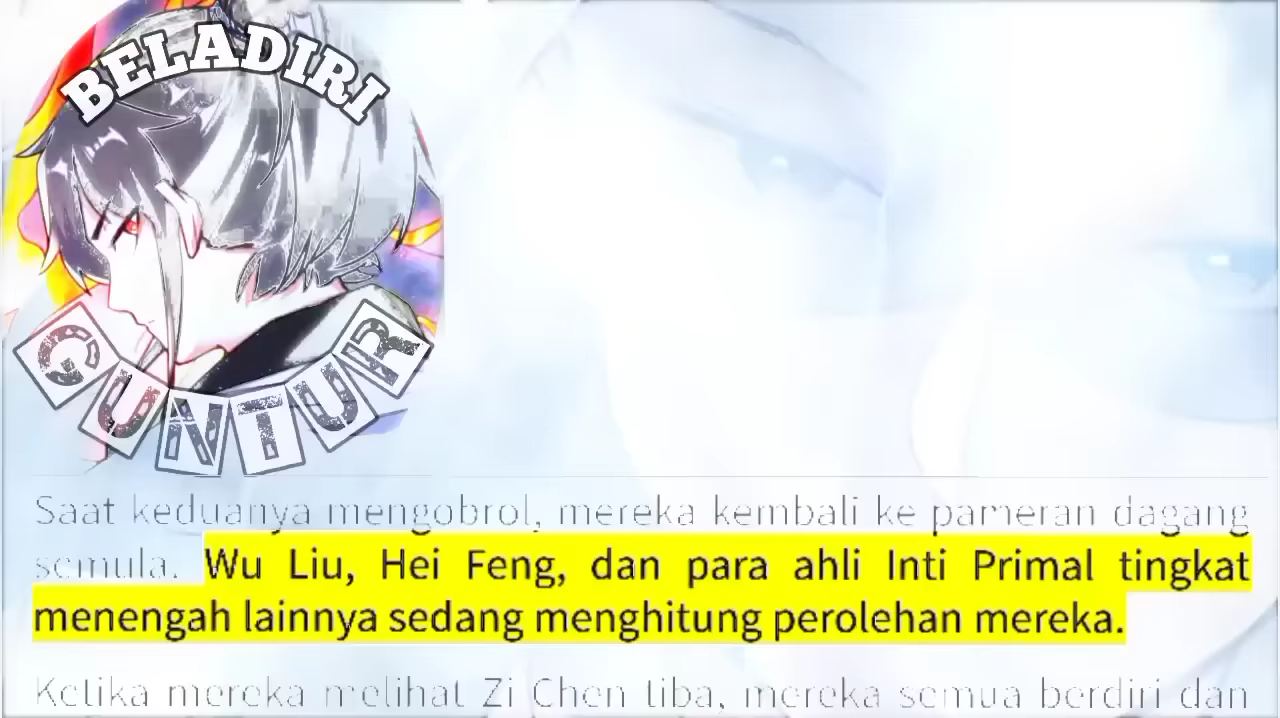 BELADIRI
GUNTUR
Saat keduanya mengobrol, mereka kembali ke pameran dagang
semula. Wu Liu, Hei Feng, dan para ahli Inti Primal tingkat
menengah lainnya sedang menghitung perolehan mereka.
Ketika mereka melihat Zi Chen tiba, mereka semua berdiri dan